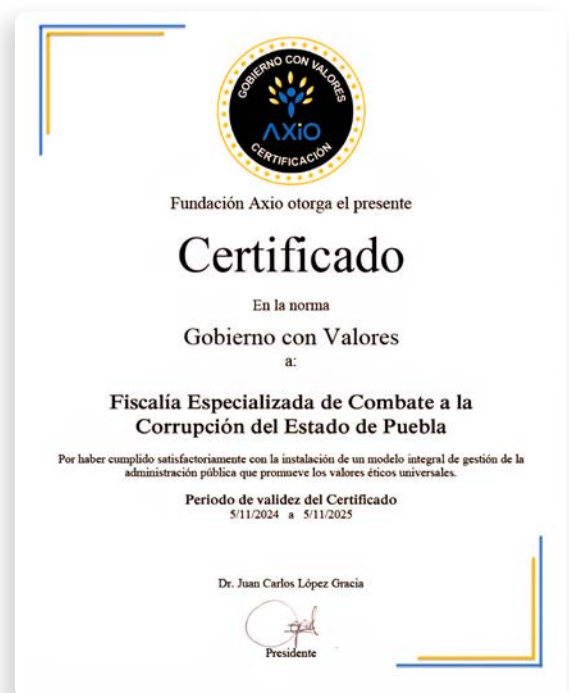 GOBIERNO CON VALORES
AXiO
CERTIFICACIÓN
Fundación Axio otorga el presente
Certificado
En la norma
Gobierno con Valores
a:
Fiscalía Especializada de Combate a la
Corrupción del Estado de Puebla
Por haber cumplido satisfactoriamente con la instalación de un modelo integral de gestión de la
administración pública que promueve los valores éticos universales.
Periodo de validez del Certificado
5/11/2024 a 5/11/2025
Dr. Juan Carlos López Gracia
Presidente